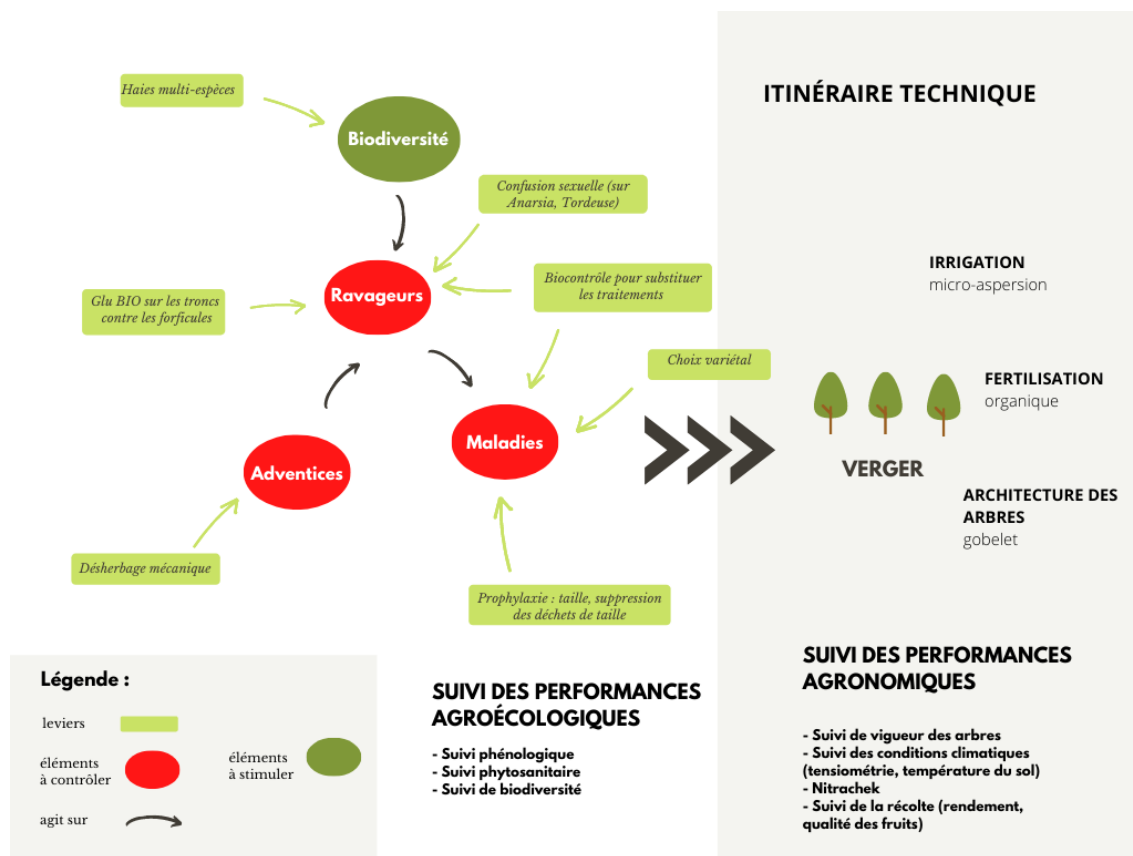 Haies multi-espèces
Biodiversité
Confusion sexuelle (sur
Anarsia, Tordeuse)
Ravageurs
Biocontrôle pour substituer
les traitements
Glu BIO sur les troncs
contre les forficules
Choix variétal
Maladies
Adventices
Désherbage mécanique
Prophylaxie : taille, suppression
des déchets de taille
ITINÉRAIRE TECHNIQUE
IRRIGATION
micro-aspersion
FERTILISATION
organique
VERGER
ARCHITECTURE DES
ARBRES
gobelet
Légende :
leviers
éléments
à contrôler
éléments
à stimuler
agit sur
SUIVI DES PERFORMANCES
AGROÉCOLOGIQUES
- Suivi phénologique
- Suivi phytosanitaire
- Suivi de biodiversité
SUIVI DES PERFORMANCES
AGRONOMIQUES
- Suivi de vigueur des arbres
- Suivi des conditions climatiques
(tensiométrie, température du sol)
- Nitrachek
- Suivi de la récolte (rendement,
qualité des fruits)